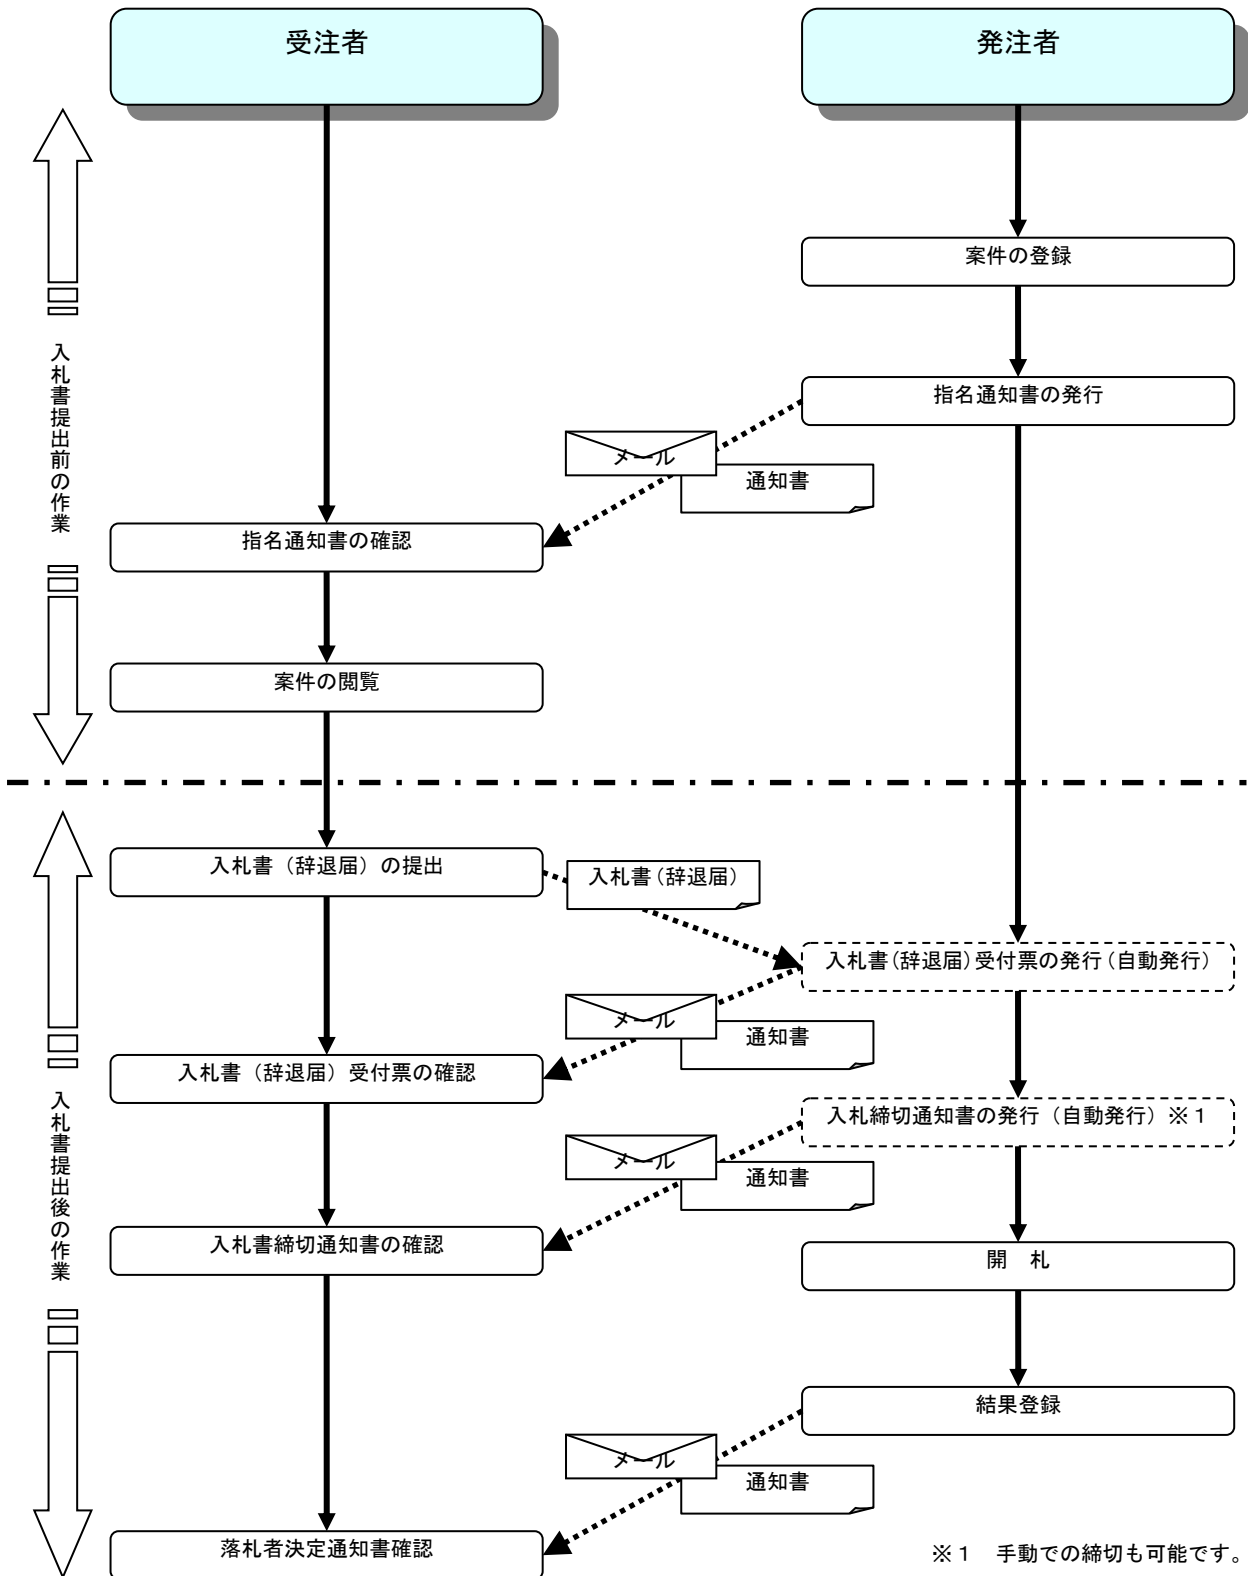 受注者
発注者
案件の登録
指名通知書の発行
メール
通知書
入札書提出前の作業
指名通知書の確認
案件の閲覧
入札書（辞退届）の提出
入札書（辞退届）
入札書（辞退届）受付票の発行（自動発行）
メール
通知書
入札書（辞退届）受付票の確認
入札締切通知書の発行（自動発行）※１
メール
通知書
入札書提出後の作業
入札書締切通知書の確認
開　札
結果登録
メール
通知書
落札者決定通知書確認
※１　手動での締切も可能です。